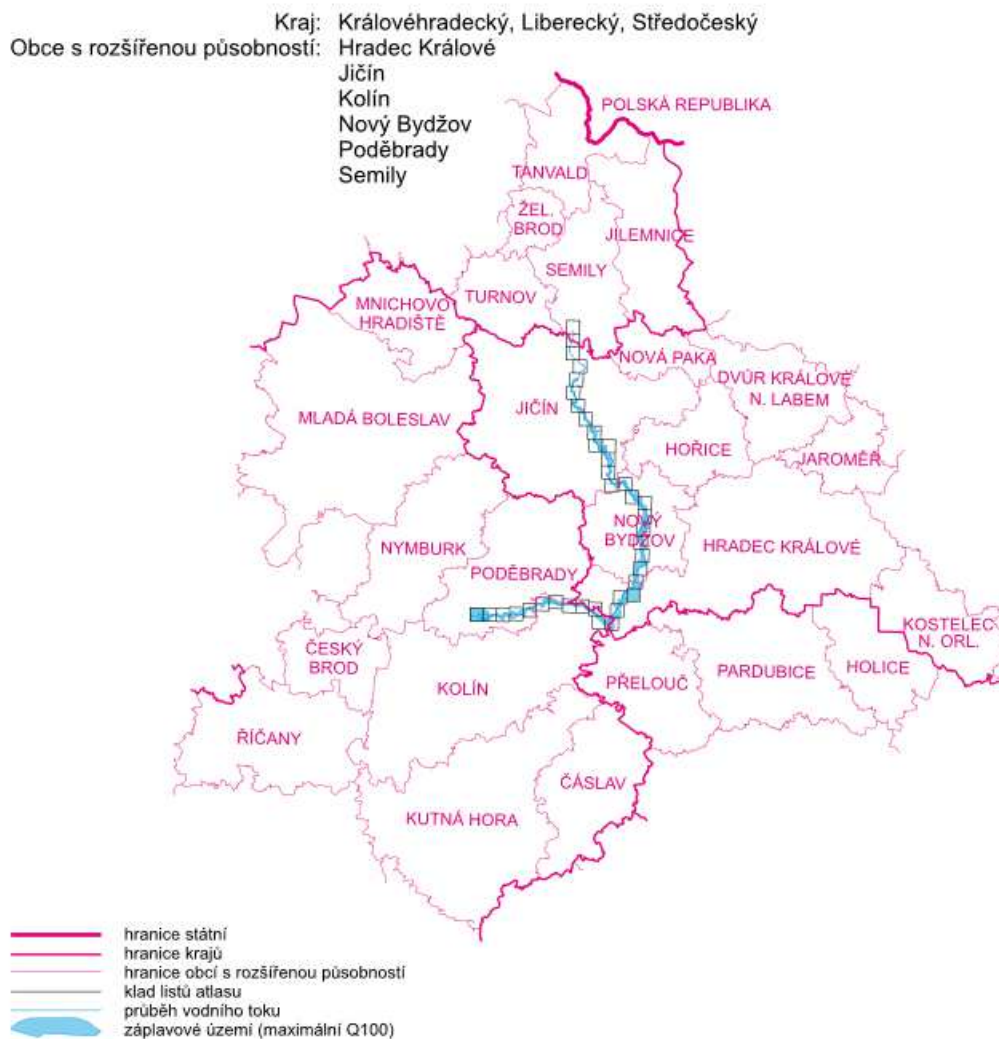 Kraj: Královéhradecký, Liberecký, Středočeský
Obce s rozšířenou působností: Hradec Králové
Jičín
Kolín
Nový Bydžov
Poděbrady
Semily
POLSKÁ REPUBLIKA
TANVALD
ŽEL.
BROD
JILEMNICE
SEMILY
TURNOV
MNICHOVO
HRADIŠTĚ
NOVÁ PAKA
DVŮR KRÁLOVÉ
N. LABEM
JIČÍN
MLADÁ BOLESLAV
HOŘICE
JAROMĚŘ
NOVÝ
BYDŽOV
NYMBURK
HRADEC KRÁLOVÉ
PODĚBRADY
KOSTELEC
N. ORL.
ČESKÝ
BROD
KOLÍN
PŘELOUČ
PARDUBICE
HOLICE
ŘÍČANY
ČÁSLAV
KUTNÁ HORA
hranice státní
hranice krajů
hranice obcí s rozšířenou působností
klad listů atlasu
průběh vodního toku
záplavové území (maximální Q100)